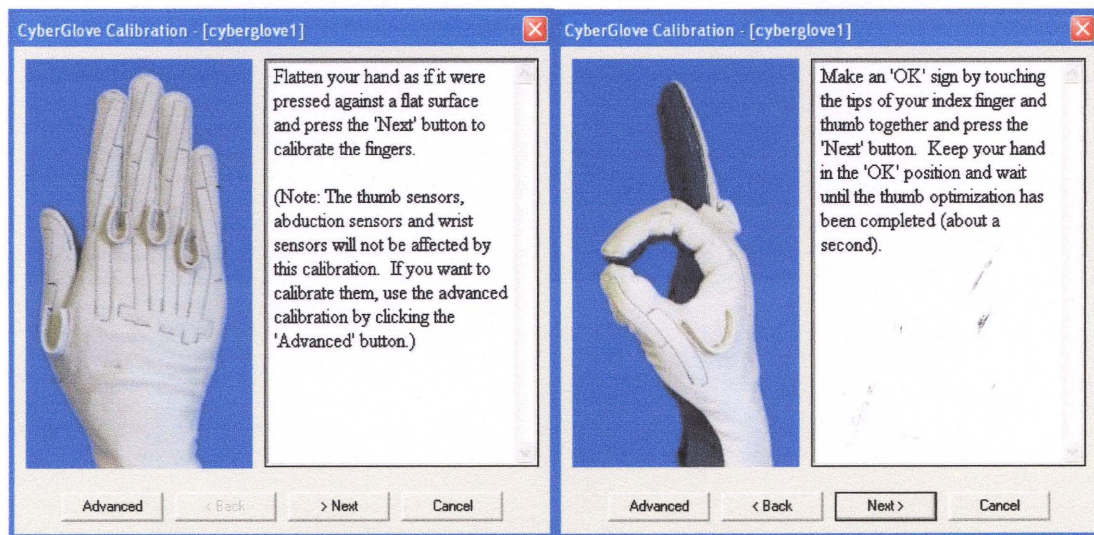 CyberGlove Calibration - [cyberglove1]
Flatten your hand as if it were
pressed against a flat surface
and press the 'Next' button to
calibrate the fingers.
(Note: The thumb sensors,
abduction sensors and wrist
sensors will not be affected by
this calibration. If you want to
calibrate them, use the advanced
calibration by clicking the
'Advanced' button.)
Advanced
< Back
> Next
Cancel
CyberGlove Calibration - [cyberglove1]
Make an 'OK' sign by touching
the tips of your index finger and
thumb together and press the
'Next' button. Keep your hand
in the 'OK' position and wait
until the thumb optimization has
been completed (about a
second).
Advanced
< Back
Next >
Cancel